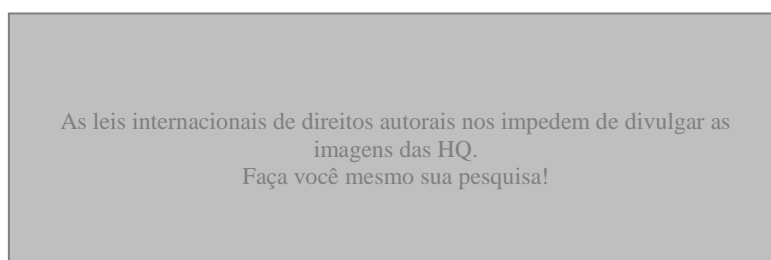 As leis internacionais de direitos autorais nos impedem de divulgar as
imagens das HQ.
Faça você mesmo sua pesquisa!